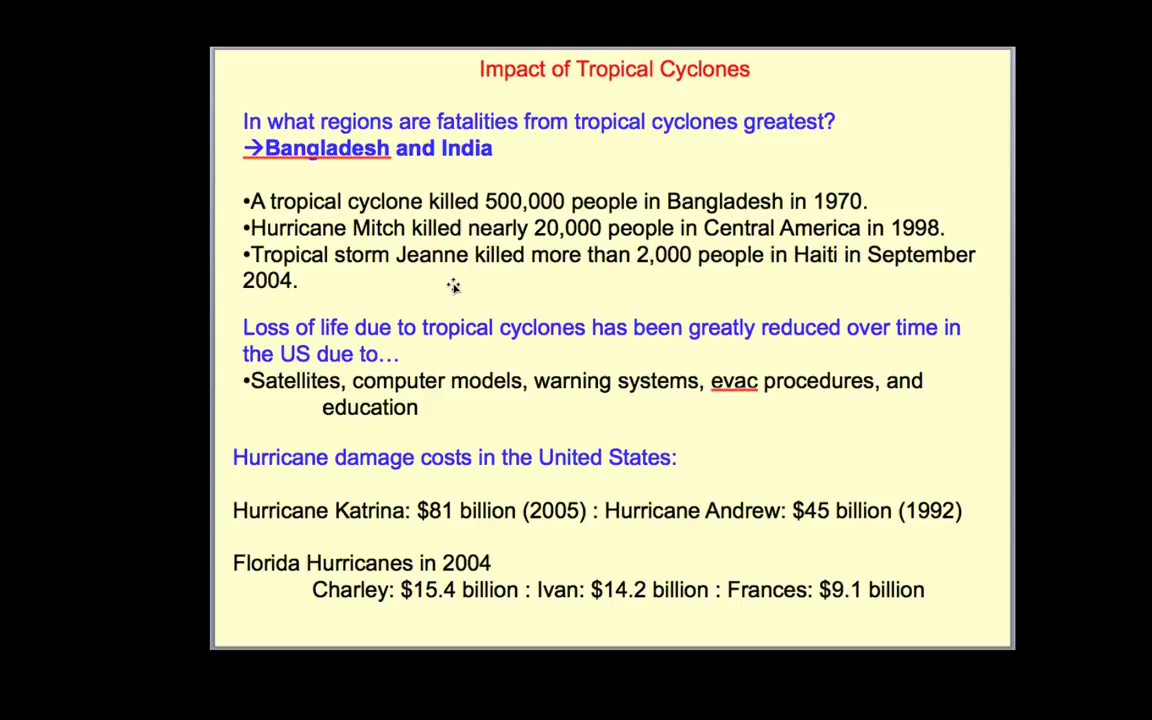 Impact of Tropical Cyclones
In what regions are fatalities from tropical cyclones greatest?
→Bangladesh and India
•A tropical cyclone killed 500,000 people in Bangladesh in 1970.
•Hurricane Mitch killed nearly 20,000 people in Central America in 1998.
•Tropical storm Jeanne killed more than 2,000 people in Haiti in September
2004.
Loss of life due to tropical cyclones has been greatly reduced over time in
the US due to…
•Satellites, computer models, warning systems, evac procedures, and
education
Hurricane damage costs in the United States:
Hurricane Katrina: $81 billion (2005) : Hurricane Andrew: $45 billion (1992)
Florida Hurricanes in 2004
Charley: $15.4 billion : Ivan: $14.2 billion : Frances: $9.1 billion